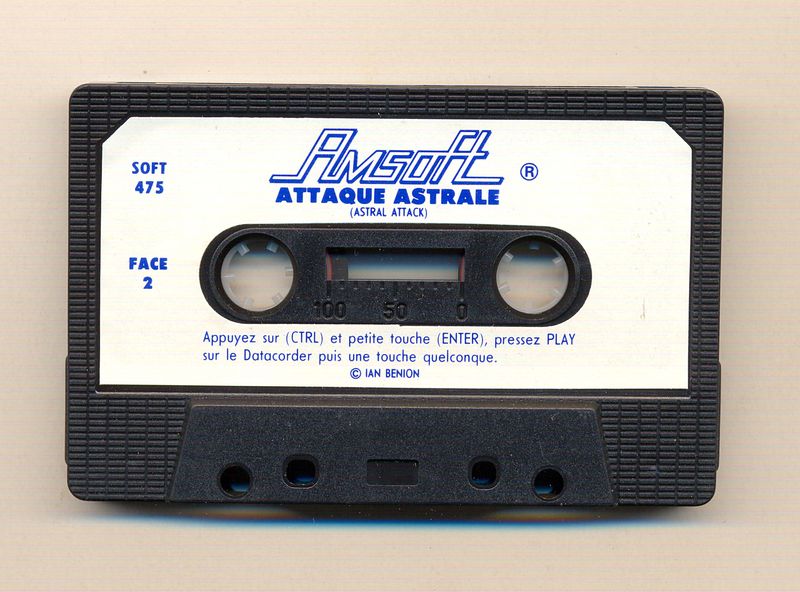 Amsoft ®
ATTAQUE ASTRALE
(ASTRAL ATTACK)
SOFT
475
FACE
2
100 50 0
Appuyez sur (CTRL) et petite touche (ENTER), pressez PLAY
sur le Datacorder puis une touche quelconque.
© IAN BENION